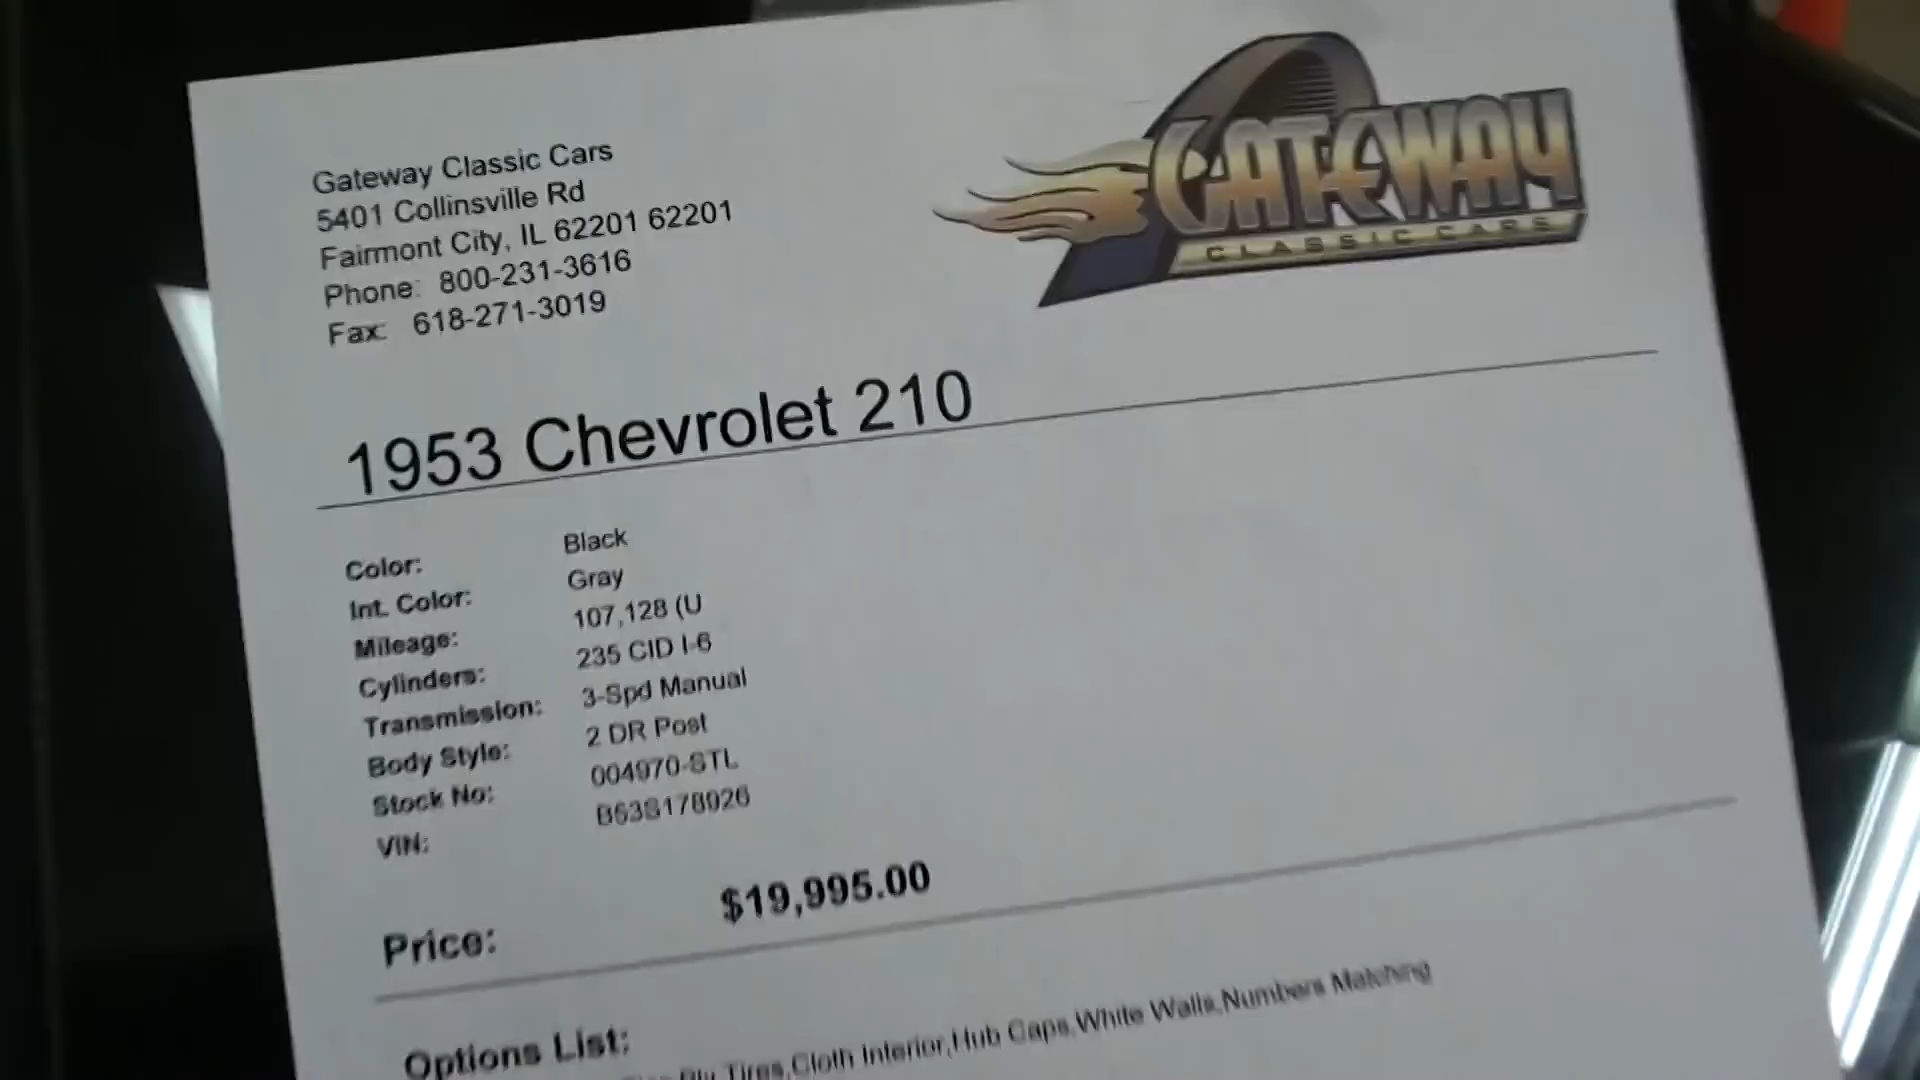 Gateway Classic Cars
5401 Collinsville Rd
Fairmont City, IL 62201 62201
Phone: 800-231-3616
Fax: 618-271-3019
GATEWAY
CLASSIC CARS
1953 Chevrolet 210
Color: Black
Int. Color: Gray
Mileage: 107,128 (U
Cylinders: 235 CID I-6
Transmission: 3-Spd Manual
Body Style: 2 DR Post
Stock No: 004970-STL
VIN: B53S178926
Price: $19,995.00
Options List:
Ply Tires,Cloth Interior,Hub Caps,White Walls,Numbers Matching